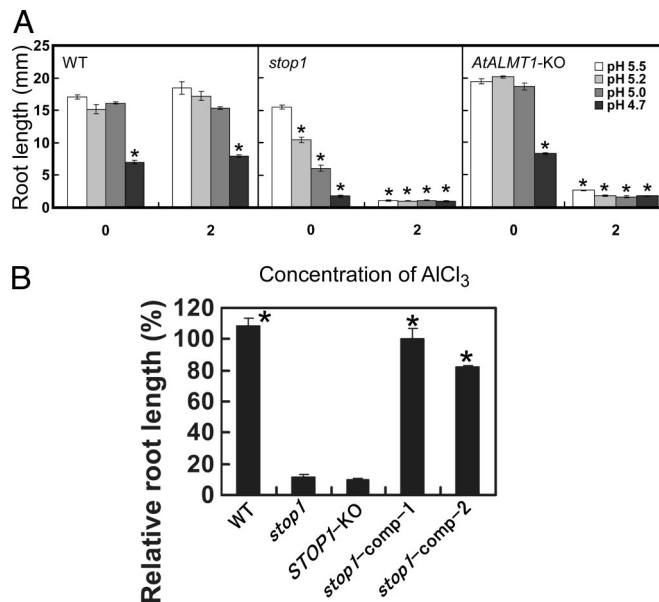 A
WT
stop1
AtALMT1-KO
pH 5.5
pH 5.2
pH 5.0
pH 4.7
Root length (mm)
25
20
15
10
5
0
* * * * * * * * * * * * * *
0 2 0 2 0 2
Concentration of AlCl₃
B
Relative root length (%)
120
100
80
60
40
20
0
* * *
WT
stop1
STOP1-KO
stop1-comp-1
stop1-comp-2